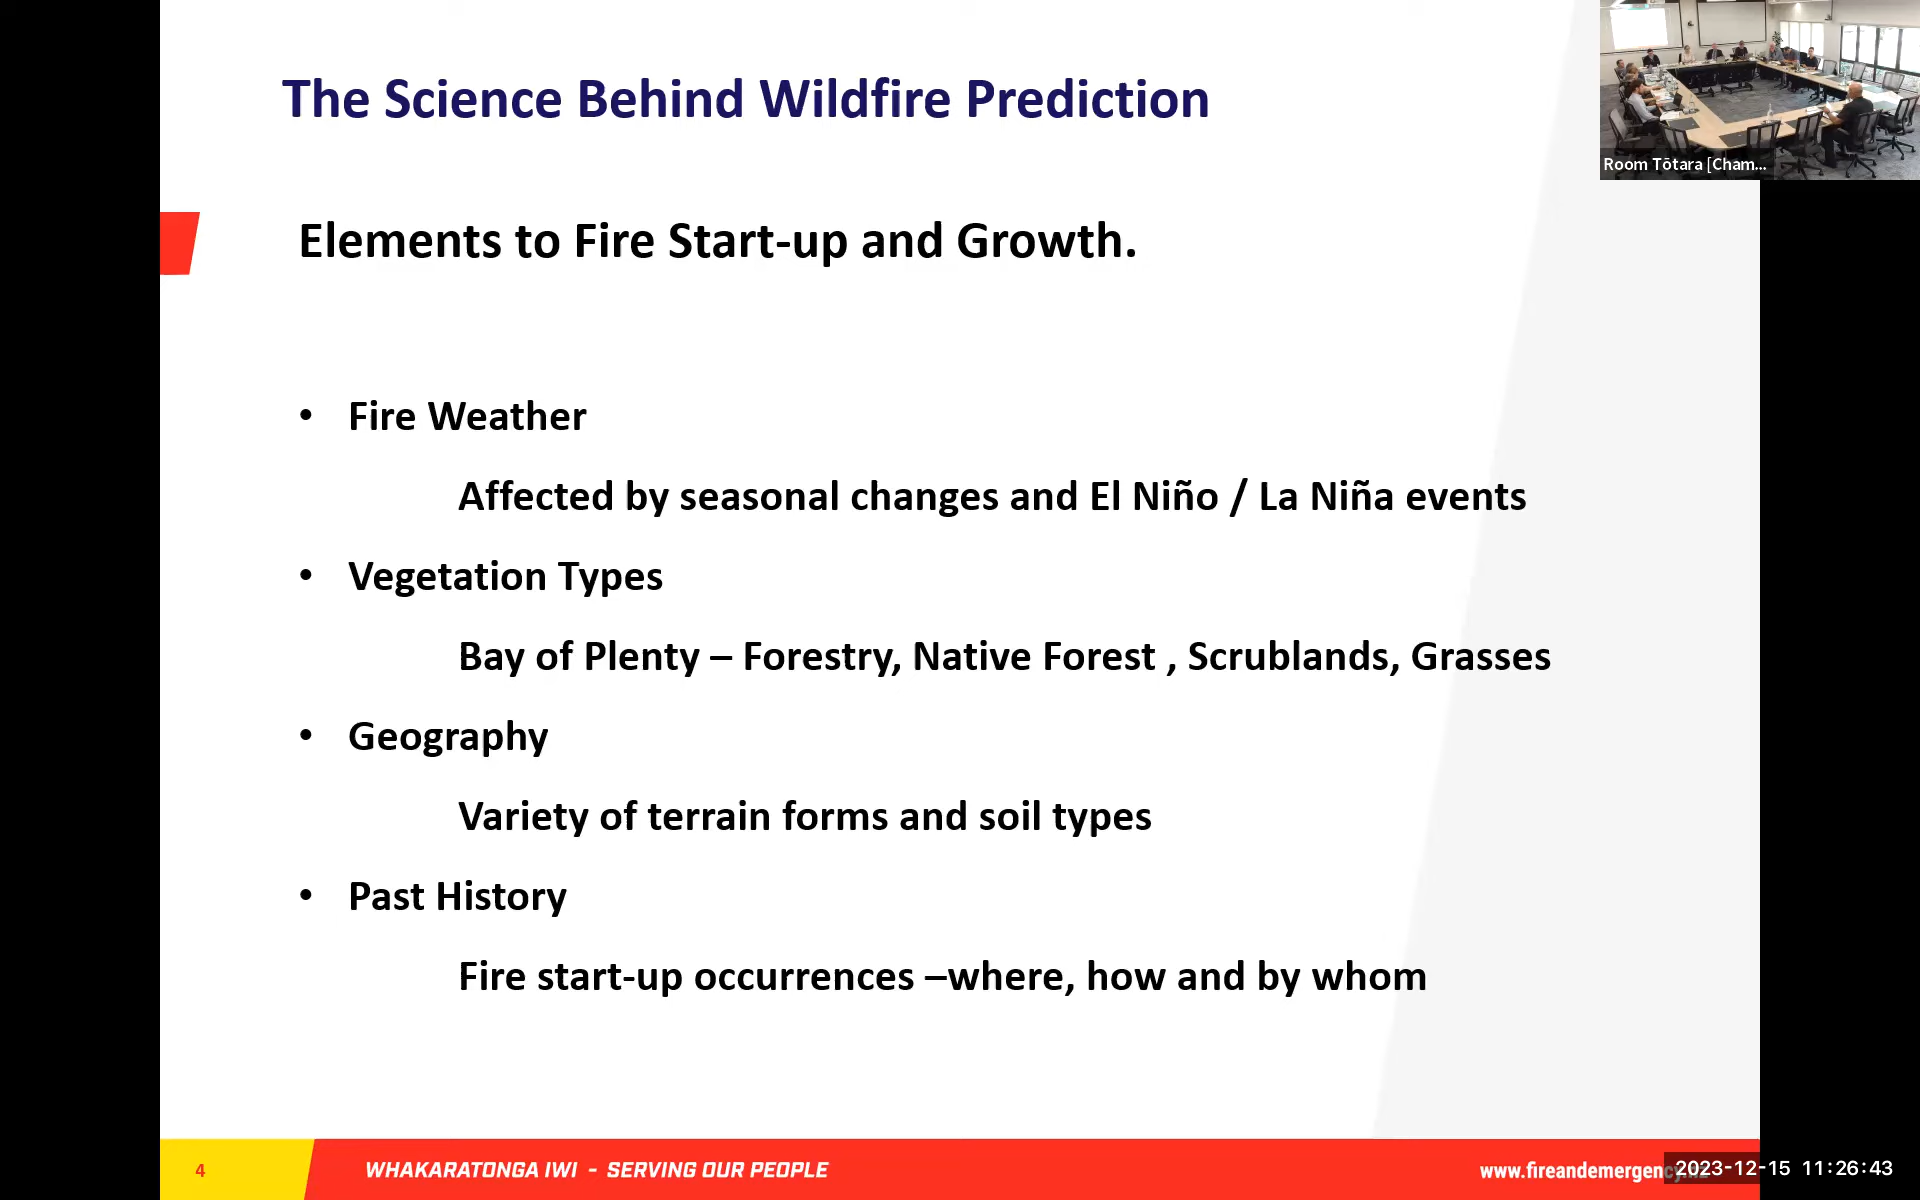 The Science Behind Wildfire Prediction
Room Tōtara [Cham...
Elements to Fire Start-up and Growth.
• Fire Weather
Affected by seasonal changes and El Niño / La Niña events
• Vegetation Types
Bay of Plenty – Forestry, Native Forest , Scrublands, Grasses
• Geography
Variety of terrain forms and soil types
• Past History
Fire start-up occurrences –where, how and by whom
4
WHAKARATONGA IWI - SERVING OUR PEOPLE
www.fireandemergen
2023-12-15 11:26:43